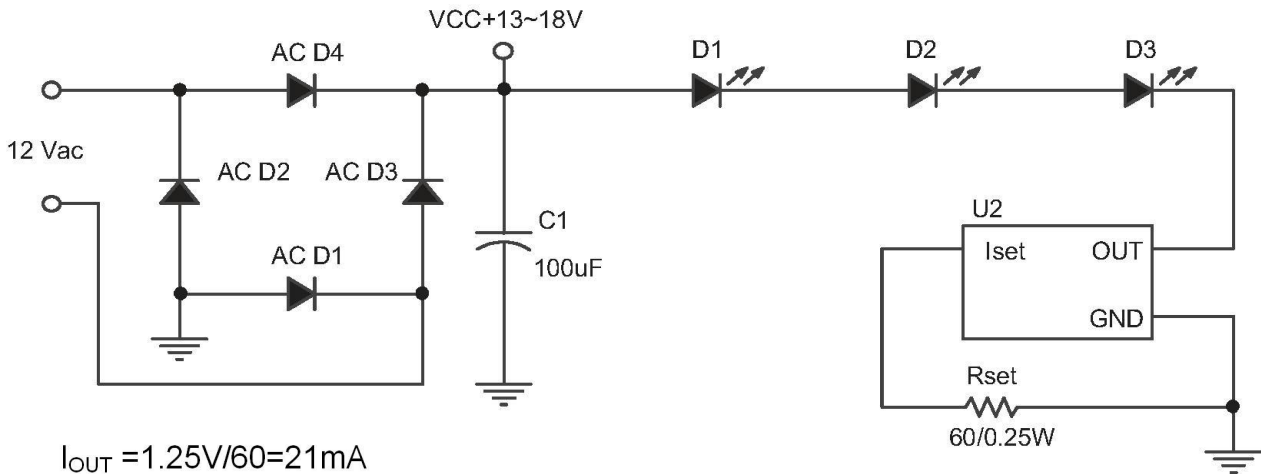 VCC+13~18V
AC D4
D1
D2
D3
12 Vac
AC D2
AC D3
C1
100uF
AC D1
U2
Iset
OUT
GND
Rset
60/0.25W
IOUT =1.25V/60=21mA